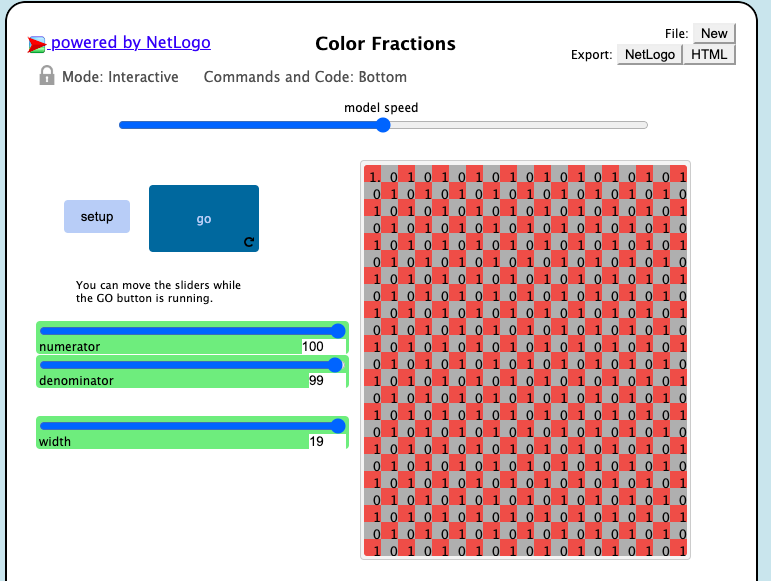 powered by NetLogo
Color Fractions
File: New
Export: NetLogo HTML
Mode: Interactive
Commands and Code: Bottom
model speed
setup
go
You can move the sliders while
the GO button is running.
numerator 100
denominator 99
width 19
1. 0 1 0 1 0 1 0 1 0 1 0 1 0 1 0 1 0 1
0 1 0 1 0 1 0 1 0 1 0 1 0 1 0 1 0 1 0
1 0 1 0 1 0 1 0 1 0 1 0 1 0 1 0 1 0 1
0 1 0 1 0 1 0 1 0 1 0 1 0 1 0 1 0 1 0
1 0 1 0 1 0 1 0 1 0 1 0 1 0 1 0 1 0 1
0 1 0 1 0 1 0 1 0 1 0 1 0 1 0 1 0 1 0
1 0 1 0 1 0 1 0 1 0 1 0 1 0 1 0 1 0 1
0 1 0 1 0 1 0 1 0 1 0 1 0 1 0 1 0 1 0
1 0 1 0 1 0 1 0 1 0 1 0 1 0 1 0 1 0 1
0 1 0 1 0 1 0 1 0 1 0 1 0 1 0 1 0 1 0
1 0 1 0 1 0 1 0 1 0 1 0 1 0 1 0 1 0 1
0 1 0 1 0 1 0 1 0 1 0 1 0 1 0 1 0 1 0
1 0 1 0 1 0 1 0 1 0 1 0 1 0 1 0 1 0 1
0 1 0 1 0 1 0 1 0 1 0 1 0 1 0 1 0 1 0
1 0 1 0 1 0 1 0 1 0 1 0 1 0 1 0 1 0 1
0 1 0 1 0 1 0 1 0 1 0 1 0 1 0 1 0 1 0
1 0 1 0 1 0 1 0 1 0 1 0 1 0 1 0 1 0 1
0 1 0 1 0 1 0 1 0 1 0 1 0 1 0 1 0 1 0
1 0 1 0 1 0 1 0 1 0 1 0 1 0 1 0 1 0 1
0 1 0 1 0 1 0 1 0 1 0 1 0 1 0 1 0 1 0
1 0 1 0 1 0 1 0 1 0 1 0 1 0 1 0 1 0 1
0 1 0 1 0 1 0 1 0 1 0 1 0 1 0 1 0 1 0
1 0 1 0 1 0 1 0 1 0 1 0 1 0 1 0 1 0 1